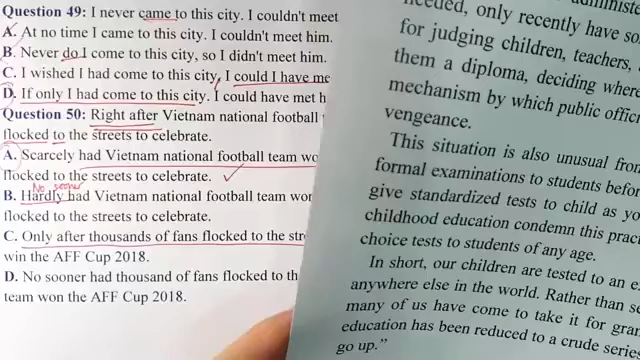 Question 49: I never came to this city. I couldn't meet
A. At no time I came to this city. I couldn't meet him.
B. Never do I come to this city, so I didn't meet him.
C. I wished I had come to this city, I could I have me
D. If only I had come to this city. I could have met h
Question 50: Right after Vietnam national football
flocked to the streets to celebrate.
A. Scarcely had Vietnam national football team wo
flocked to the streets to celebrate.
No sooner
B. Hardly had Vietnam national football team wor
flocked to the streets to celebrate.
C. Only after thousands of fans flocked to the str
win the AFF Cup 2018.
D. No sooner had thousand of fans flocked to th
team won the AFF Cup 2018.
needed, only recently have so
for judging children, teachers,
them a diploma, deciding where
mechanism by which public offic
vengeance.
This situation is also unusual from
formal examinations to students befor
give standardized tests to child as yo
childhood education condemn this prac
choice tests to students of any age.
In short, our children are tested to an e
anywhere else in the world. Rather than se
many of us have come to take it for gran
education has been reduced to a crude series
go up."